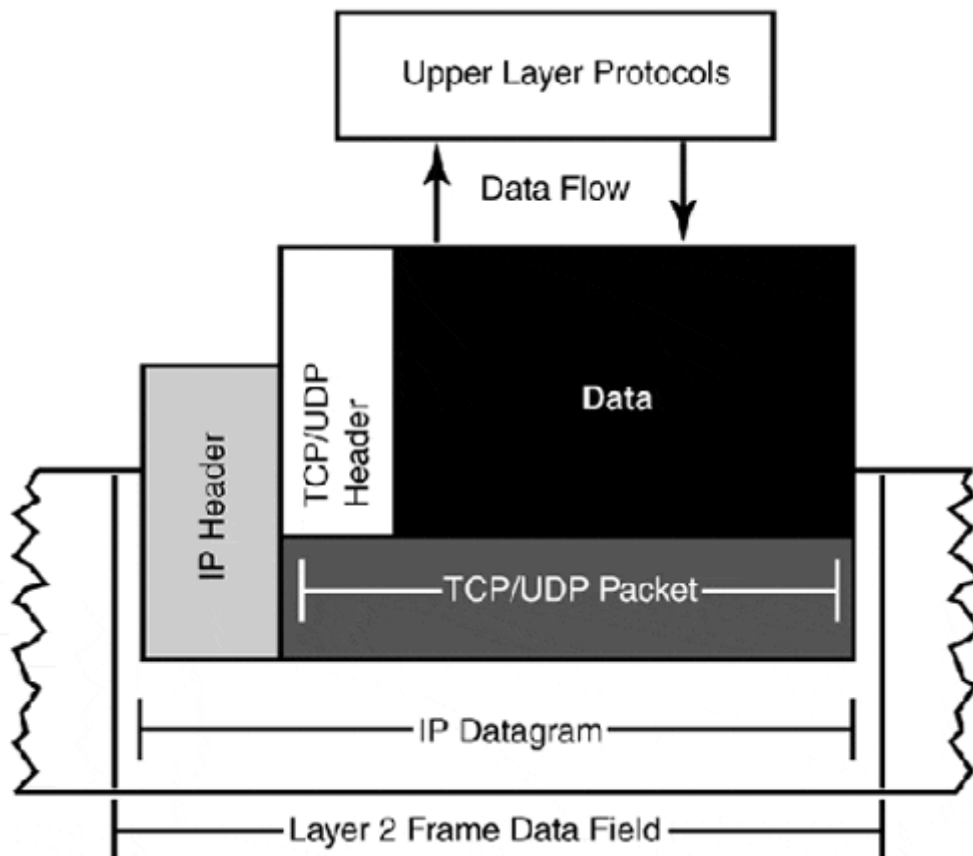 Upper Layer Protocols
Data Flow
TCP/UDP
Header
Data
IP Header
TCP/UDP Packet
IP Datagram
Layer 2 Frame Data Field